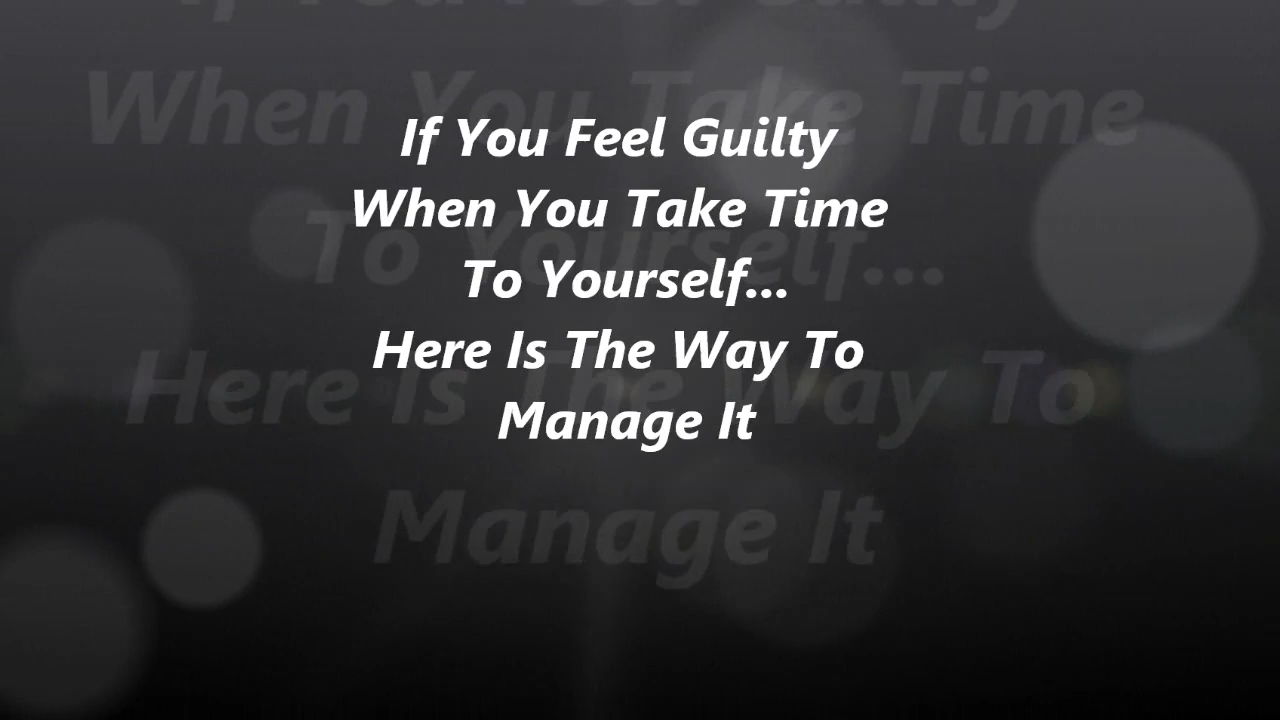 If You Feel Guilty
When You Take Time
To Yourself...
Here Is The Way To
Manage It